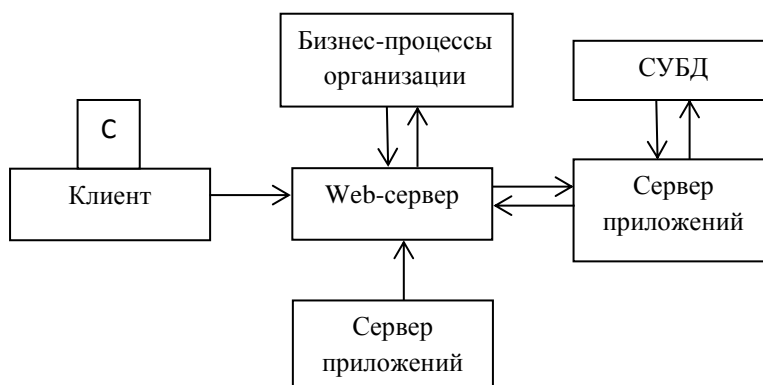 Бизнес-процессы
организации
СУБД
С
Клиент
Web-сервер
Сервер
приложений
Сервер
приложений